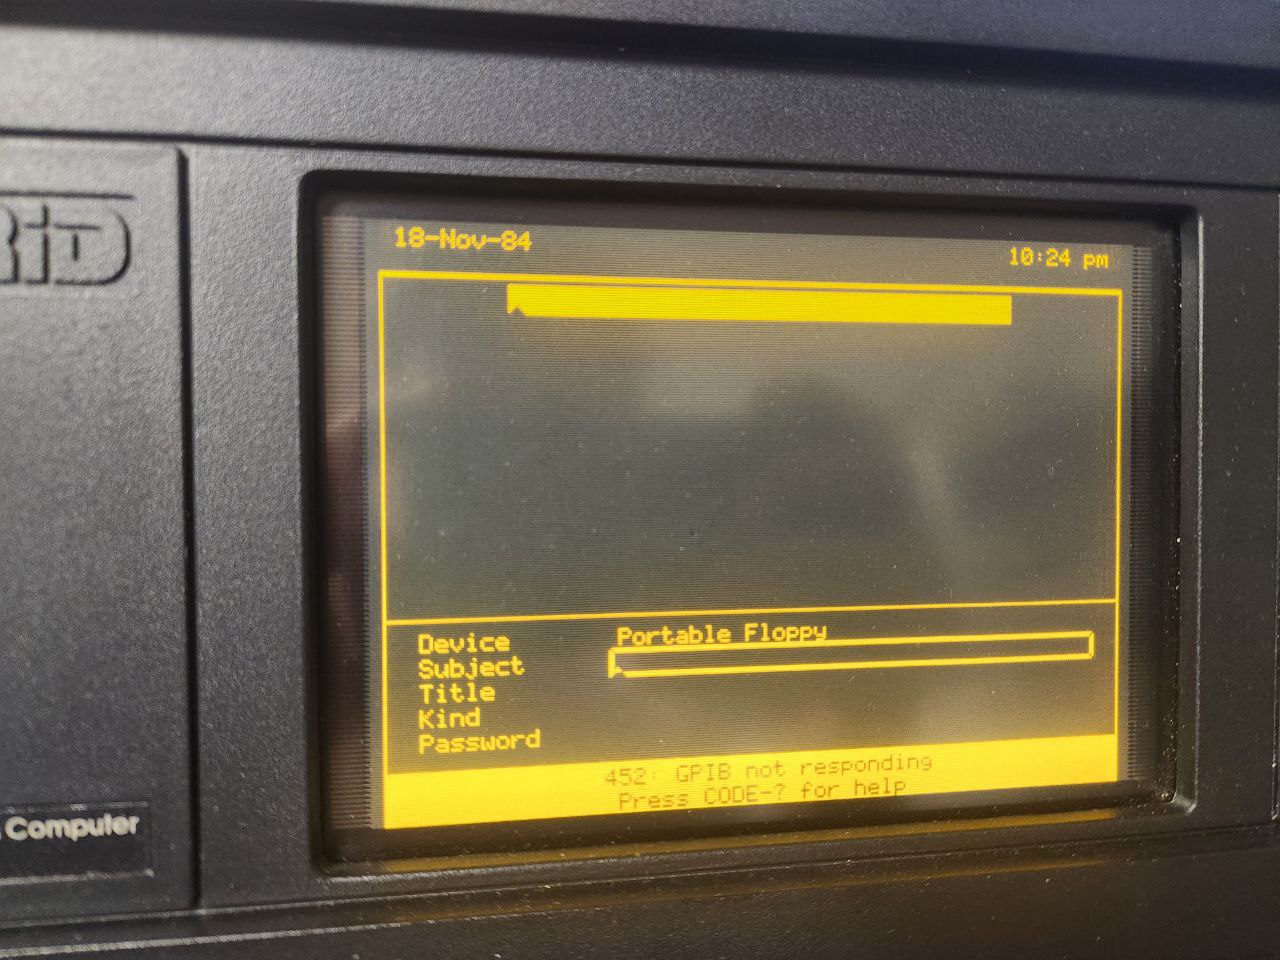 RiD
18-Nov-84
10:24 pm
Device Portable Floppy
Subject
Title
Kind
Password
452: GPIB not responding
Press CODE-? for help
Computer